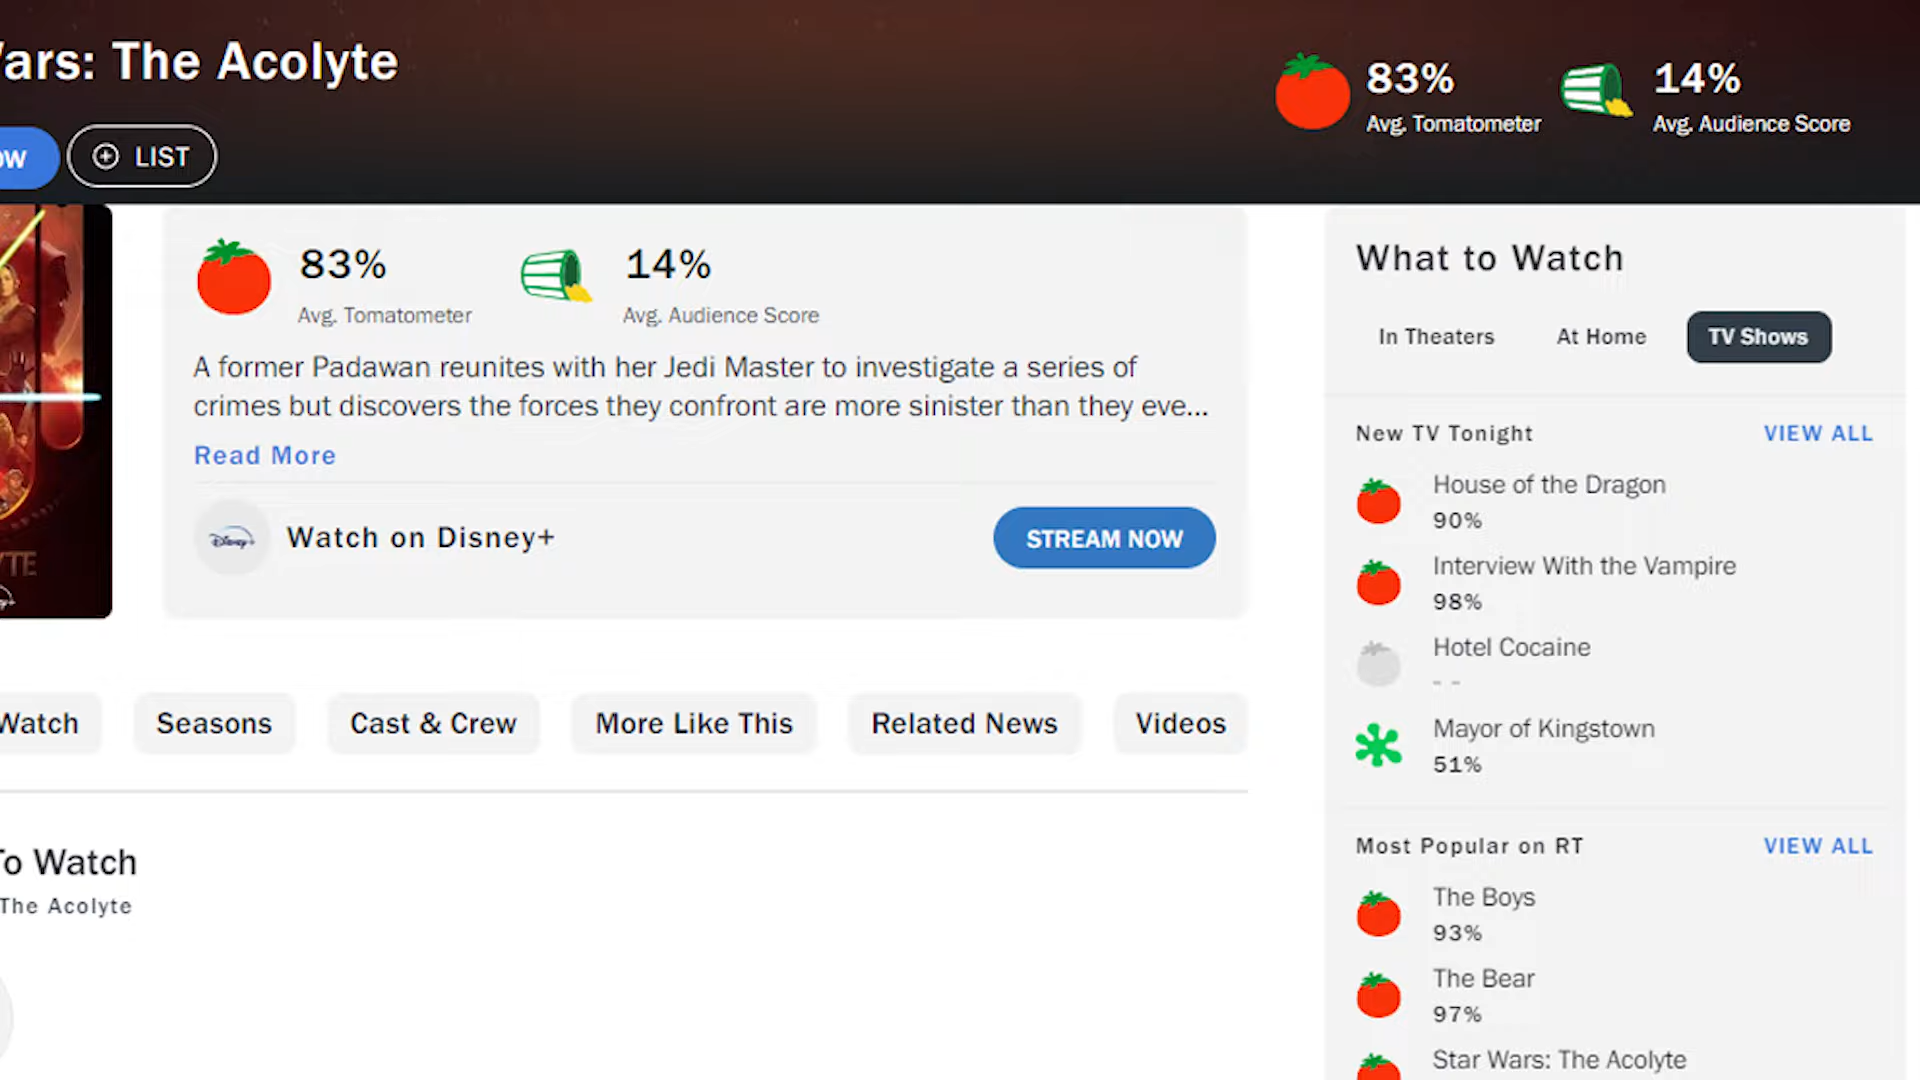 ars: The Acolyte
83%
Avg. Tomatometer
14%
Avg. Audience Score
OW
LIST
83%
Avg. Tomatometer
14%
Avg. Audience Score
A former Padawan reunites with her Jedi Master to investigate a series of
crimes but discovers the forces they confront are more sinister than they eve...
Read More
Disney+
Watch on Disney+
STREAM NOW
YTE
Watch
Seasons
Cast & Crew
More Like This
Related News
Videos
To Watch
The Acolyte
What to Watch
In Theaters
At Home
TV Shows
New TV Tonight
VIEW ALL
House of the Dragon
90%
Interview With the Vampire
98%
Hotel Cocaine
- -
Mayor of Kingstown
51%
Most Popular on RT
VIEW ALL
The Boys
93%
The Bear
97%
Star Wars: The Acolyte